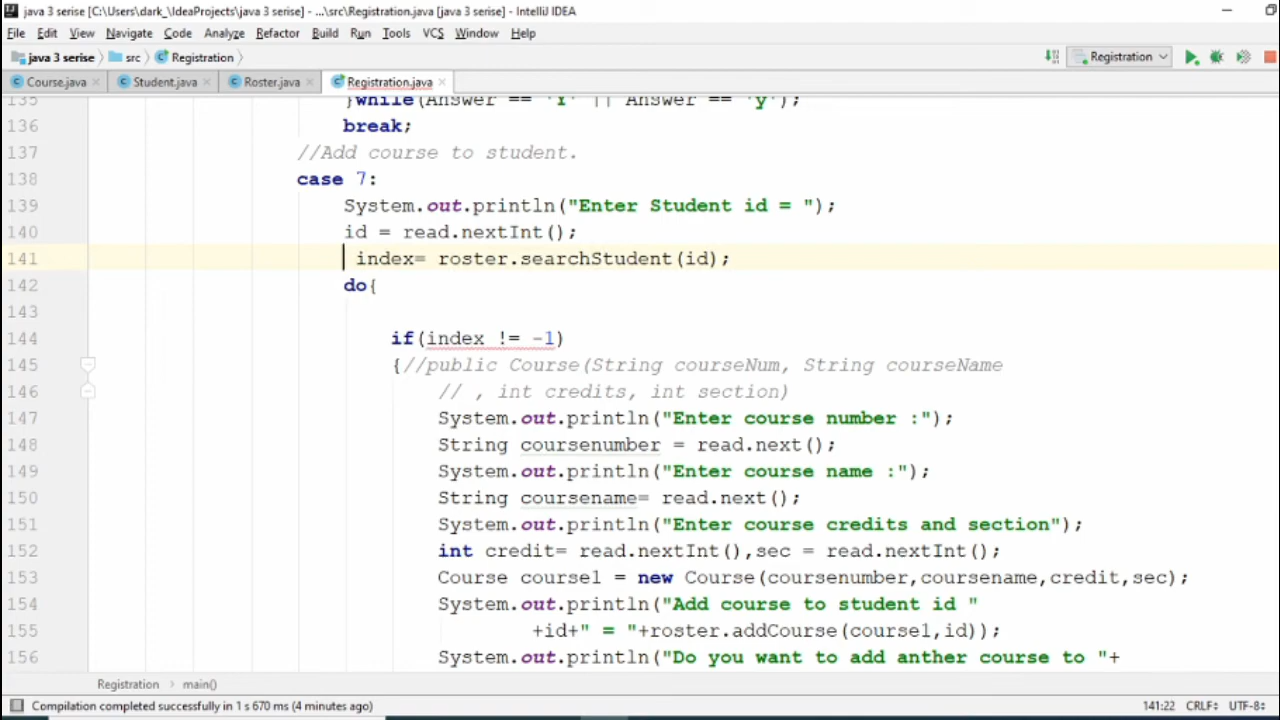 java 3 serise [C:\Users\dark_\IdeaProjects\java 3 serise] - ...\src\Registration.java [java 3 serise] - IntelliJ IDEA
File Edit View Navigate Code Analyze Refactor Build Run Tools VCS Window Help
java 3 serise src Registration Registration
Course.java Student.java Roster.java Registration.java
135 }while(Answer == 'Y' || Answer == 'y');
136 break;
137 //Add course to student.
138 case 7:
139 System.out.println("Enter Student id = ");
140 id = read.nextInt();
141 index= roster.searchStudent(id);
142 do{
143
144 if(index != -1)
145 {//public Course(String courseNum, String courseName
146 // , int credits, int section)
147 System.out.println("Enter course number :");
148 String coursenumber = read.next();
149 System.out.println("Enter course name :");
150 String coursename= read.next();
151 System.out.println("Enter course credits and section");
152 int credit= read.nextInt(),sec = read.nextInt();
153 Course course1 = new Course(coursenumber,coursename,credit,sec);
154 System.out.println("Add course to student id "
155 +id+" = "+roster.addCourse(course1,id));
156 System.out.println("Do you want to add anther course to "+
Registration main()
Compilation completed successfully in 1 s 670 ms (4 minutes ago) 141:22 CRLF UTF-8